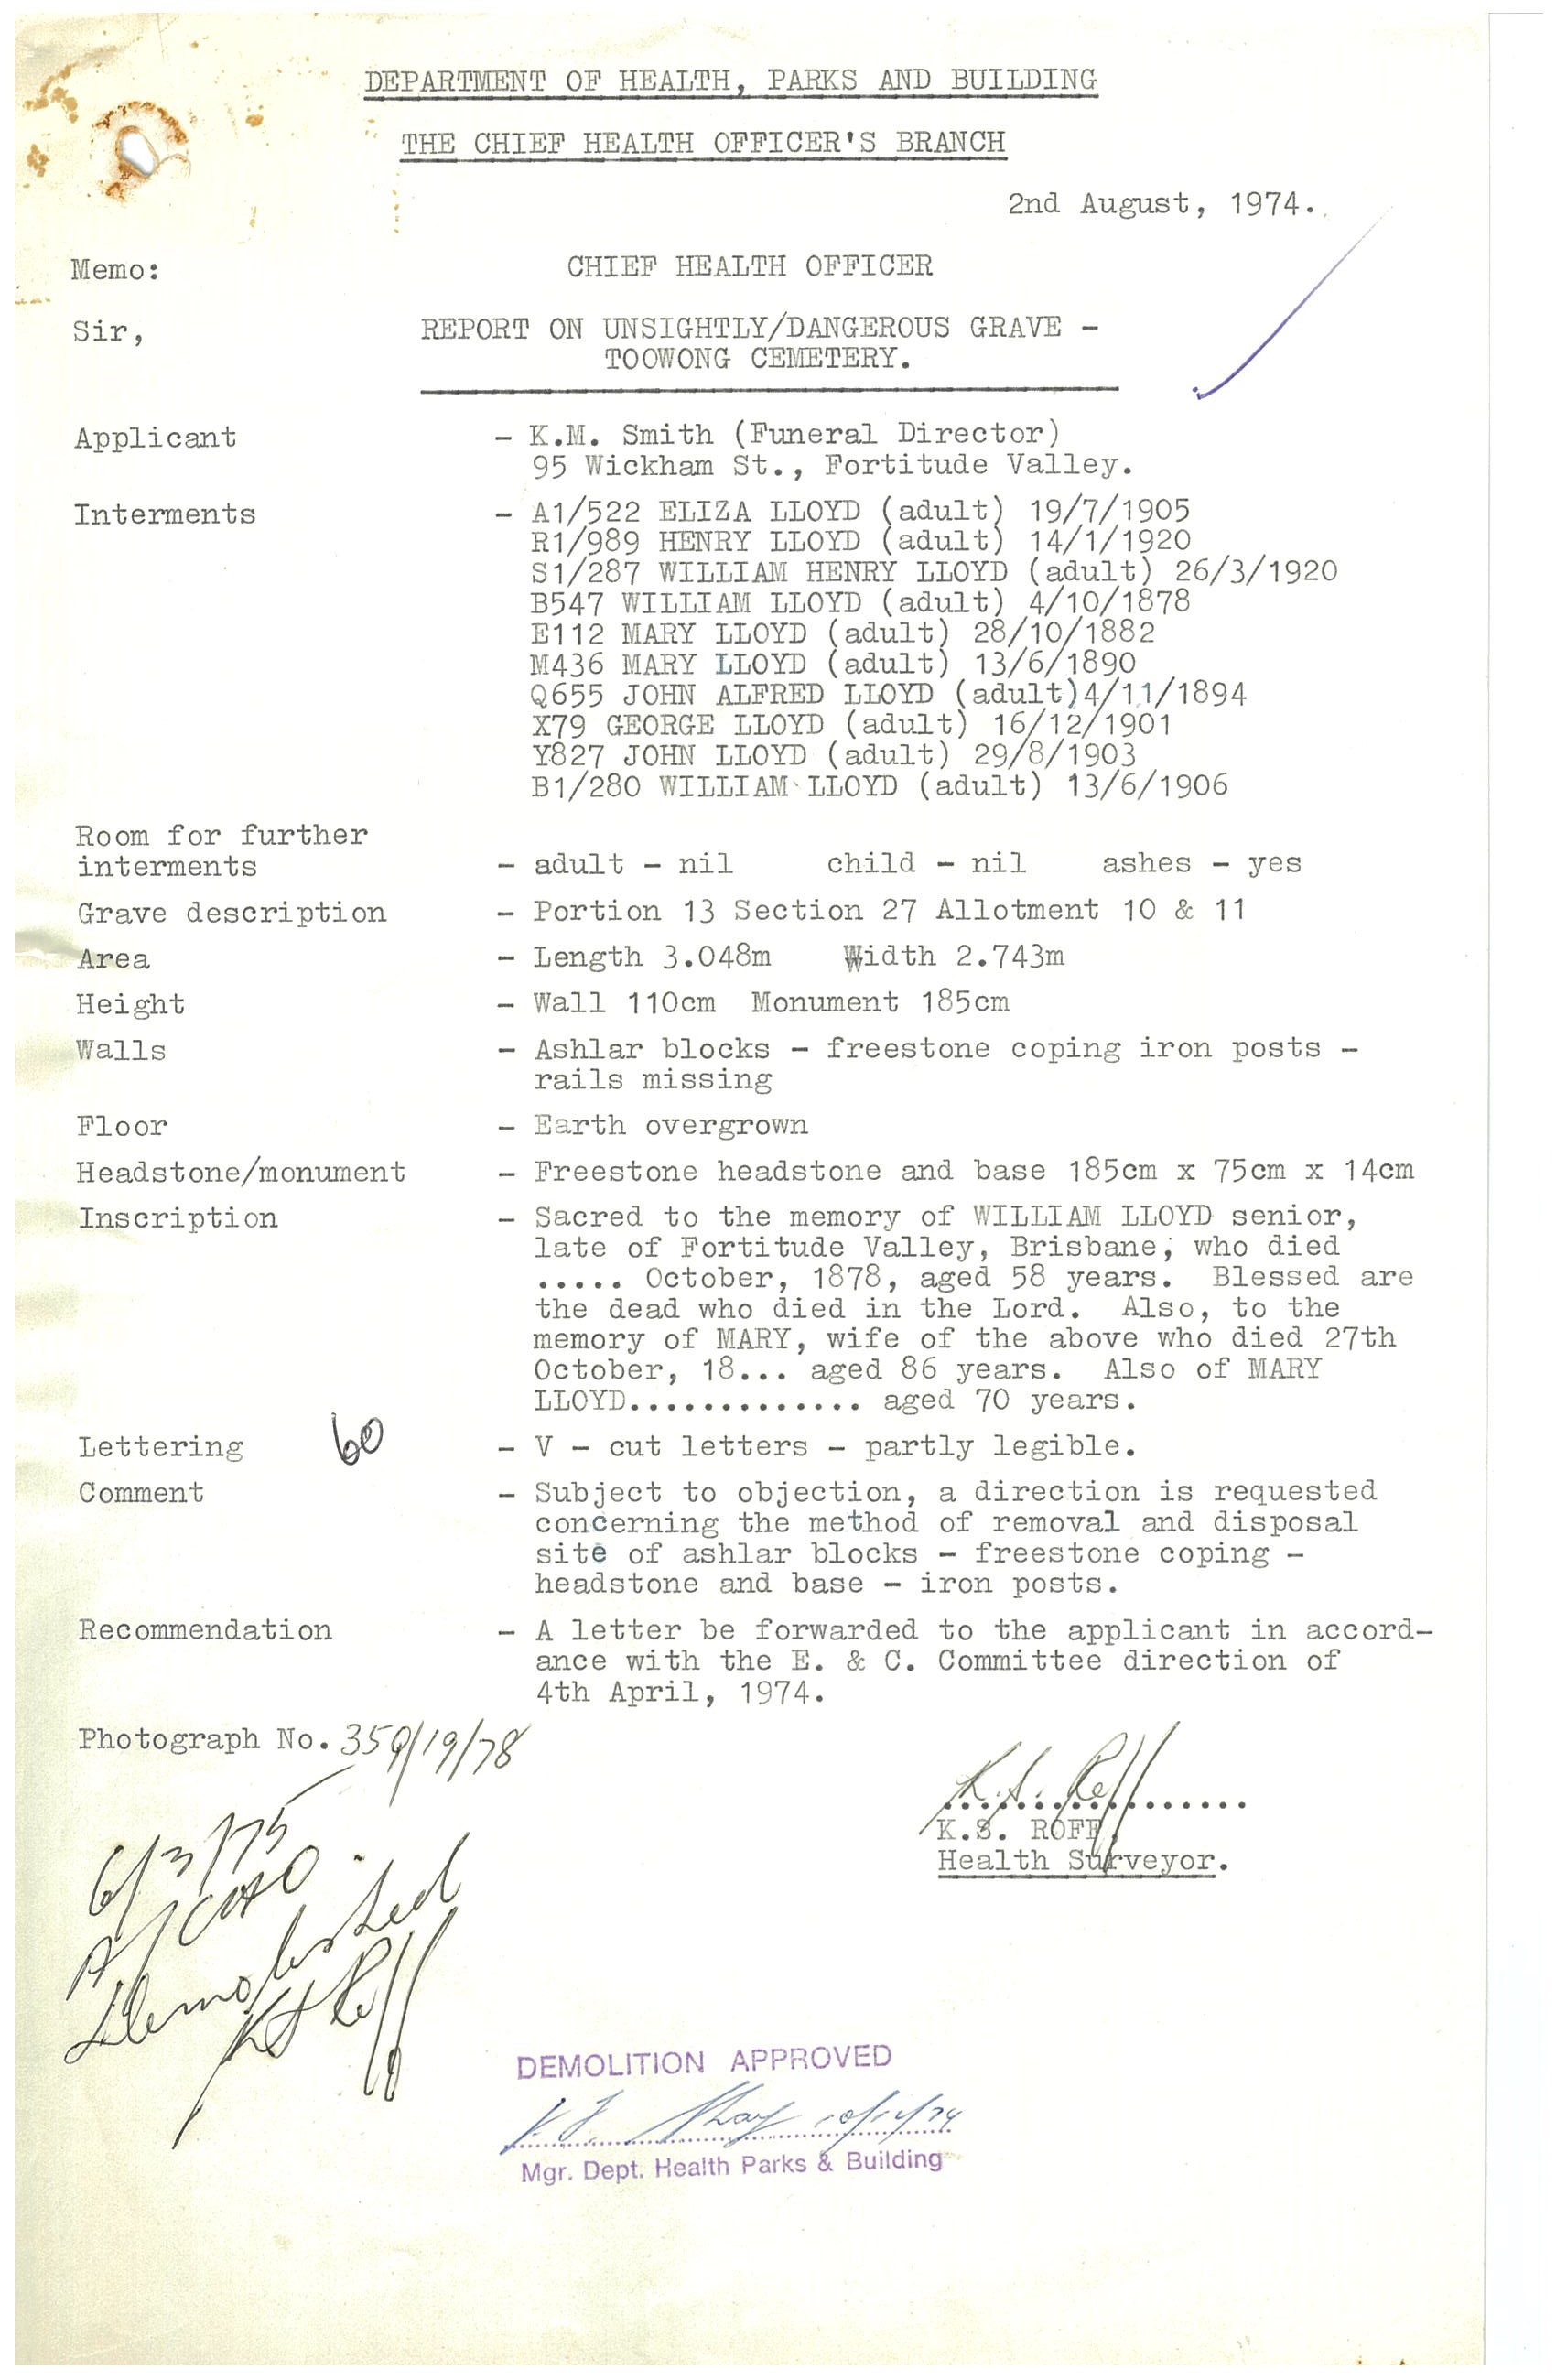 DEPARTMENT OF HEALTH, PARKS AND BUILDING
THE CHIEF HEALTH OFFICER'S BRANCH
2nd August, 1974.
Memo: CHIEF HEALTH OFFICER
Sir, REPORT ON UNSIGHTLY/DANGEROUS GRAVE –
TOOWONG CEMETERY.
Applicant – K.M. Smith (Funeral Director)
95 Wickham St., Fortitude Valley.
Interments – A1/522 ELIZA LLOYD (adult) 19/7/1905
R1/989 HENRY LLOYD (adult) 14/1/1920
S1/287 WILLIAM HENRY LLOYD (adult) 26/3/1920
B547 WILLIAM LLOYD (adult) 4/10/1878
E112 MARY LLOYD (adult) 28/10/1882
M436 MARY LLOYD (adult) 13/6/1890
Q655 JOHN ALFRED LLOYD (adult)4/11/1894
X79 GEORGE LLOYD (adult) 16/12/1901
Y827 JOHN LLOYD (adult) 29/8/1903
B1/280 WILLIAM LLOYD (adult) 13/6/1906
Room for further
interments – adult – nil child – nil ashes – yes
Grave description – Portion 13 Section 27 Allotment 10 & 11
Area – Length 3.048m Width 2.743m
Height – Wall 110cm Monument 185cm
Walls – Ashlar blocks – freestone coping iron posts –
rails missing
Floor – Earth overgrown
Headstone/monument – Freestone headstone and base 185cm x 75cm x 14cm
Inscription – Sacred to the memory of WILLIAM LLOYD senior,
late of Fortitude Valley, Brisbane, who died
..... October, 1878, aged 58 years. Blessed are
the dead who died in the Lord. Also, to the
memory of MARY, wife of the above who died 27th
October, 18... aged 86 years. Also of MARY
LLOYD............. aged 70 years.
Lettering 60 – V – cut letters – partly legible.
Comment – Subject to objection, a direction is requested
concerning the method of removal and disposal
site of ashlar blocks – freestone coping –
headstone and base – iron posts.
Recommendation – A letter be forwarded to the applicant in accord-
ance with the E. & C. Committee direction of
4th April, 1974.
Photograph No. 359/19/78
K.S. Roff
K.S. ROFF,
Health Surveyor.
6/3/75
A/CHO
Demolished
KS Roff
DEMOLITION APPROVED
10/12/74
Mgr. Dept. Health Parks & Building